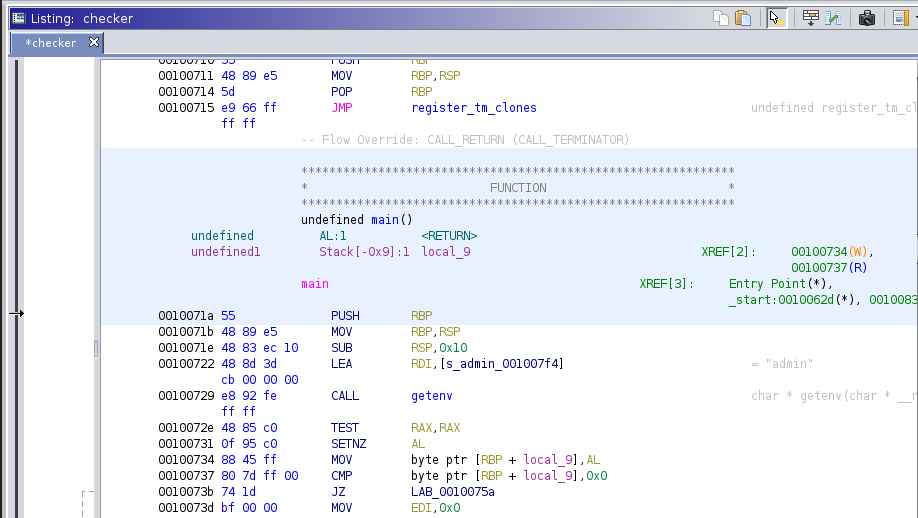 Listing: checker
*checker
00100710 55 PUSH RBP
00100711 48 89 e5 MOV RBP,RSP
00100714 5d POP RBP
00100715 e9 66 ff JMP register_tm_clones undefined register_tm_cl
ff ff
-- Flow Override: CALL_RETURN (CALL_TERMINATOR)
**************************************************************
* FUNCTION *
**************************************************************
undefined main()
undefined AL:1 <RETURN>
undefined1 Stack[-0x9]:1 local_9 XREF[2]: 00100734(W),
00100737(R)
main XREF[3]: Entry Point(*),
_start:0010062d(*), 0010083
0010071a 55 PUSH RBP
0010071b 48 89 e5 MOV RBP,RSP
0010071e 48 83 ec 10 SUB RSP,0x10
00100722 48 8d 3d LEA RDI,[s_admin_001007f4] = "admin"
cb 00 00 00
00100729 e8 92 fe CALL getenv char * getenv(char * __n
ff ff
0010072e 48 85 c0 TEST RAX,RAX
00100731 0f 95 c0 SETNZ AL
00100734 88 45 ff MOV byte ptr [RBP + local_9],AL
00100737 80 7d ff 00 CMP byte ptr [RBP + local_9],0x0
0010073b 74 1d JZ LAB_0010075a
0010073d bf 00 00 MOV EDI,0x0